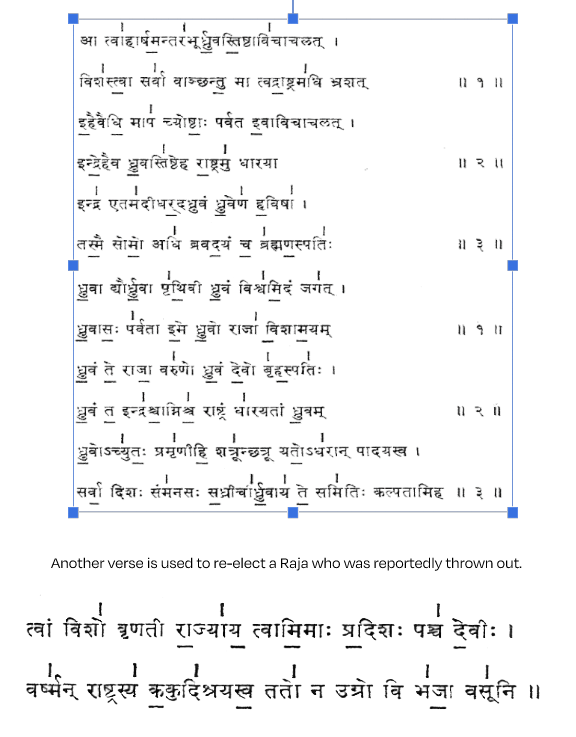 आ त्वाहार्षमन्तरभूर्ध्रुवस्तिष्ठाविचाचलत् ।
विशस्त्वा सर्वा वाञ्छन्तु मा त्वद्राष्ट्रमधि भ्रशत् ॥ १ ॥
इहैवैधि माप च्योष्ठाः पर्वत इवाविचाचलत् ।
इन्द्रेहैव ध्रुवस्तिष्ठेह राष्ट्रमु धारया ॥ २ ॥
इन्द्र एतमदीधरद्ध्रुवं ध्रुवेण हविषा ।
तस्मै सोमो अधि ब्रवदयं च ब्रह्मणस्पतिः ॥ ३ ॥
ध्रुवा द्यौर्ध्रुवा पृथिवी ध्रुवं विश्वमिदं जगत् ।
ध्रुवासः पर्वता इमे ध्रुवो राजा विशामयम् ॥ १ ॥
ध्रुवं ते राजा वरुणो ध्रुवं देवो बृहस्पतिः ।
ध्रुवं त इन्द्रश्चाग्निश्च राष्ट्रं धारयतां ध्रुवम् ॥ २ ॥
ध्रुवोऽच्युतः प्रमृणीहि शत्रून्छत्रू यतोऽधरान् पादयस्व ।
सर्वा दिशः संमनसः सध्रीचीर्ध्रुवाय ते समितिः कल्पतामिह ॥ ३ ॥
Another verse is used to re-elect a Raja who was reportedly thrown out.
त्वां विशो वृणतो राज्याय त्वामिमाः प्रदिशः पञ्च देवीः ।
वर्ष्मन् राष्ट्रस्य ककुदिश्रयस्व ततो न उग्रो वि भजा वसूनि ॥